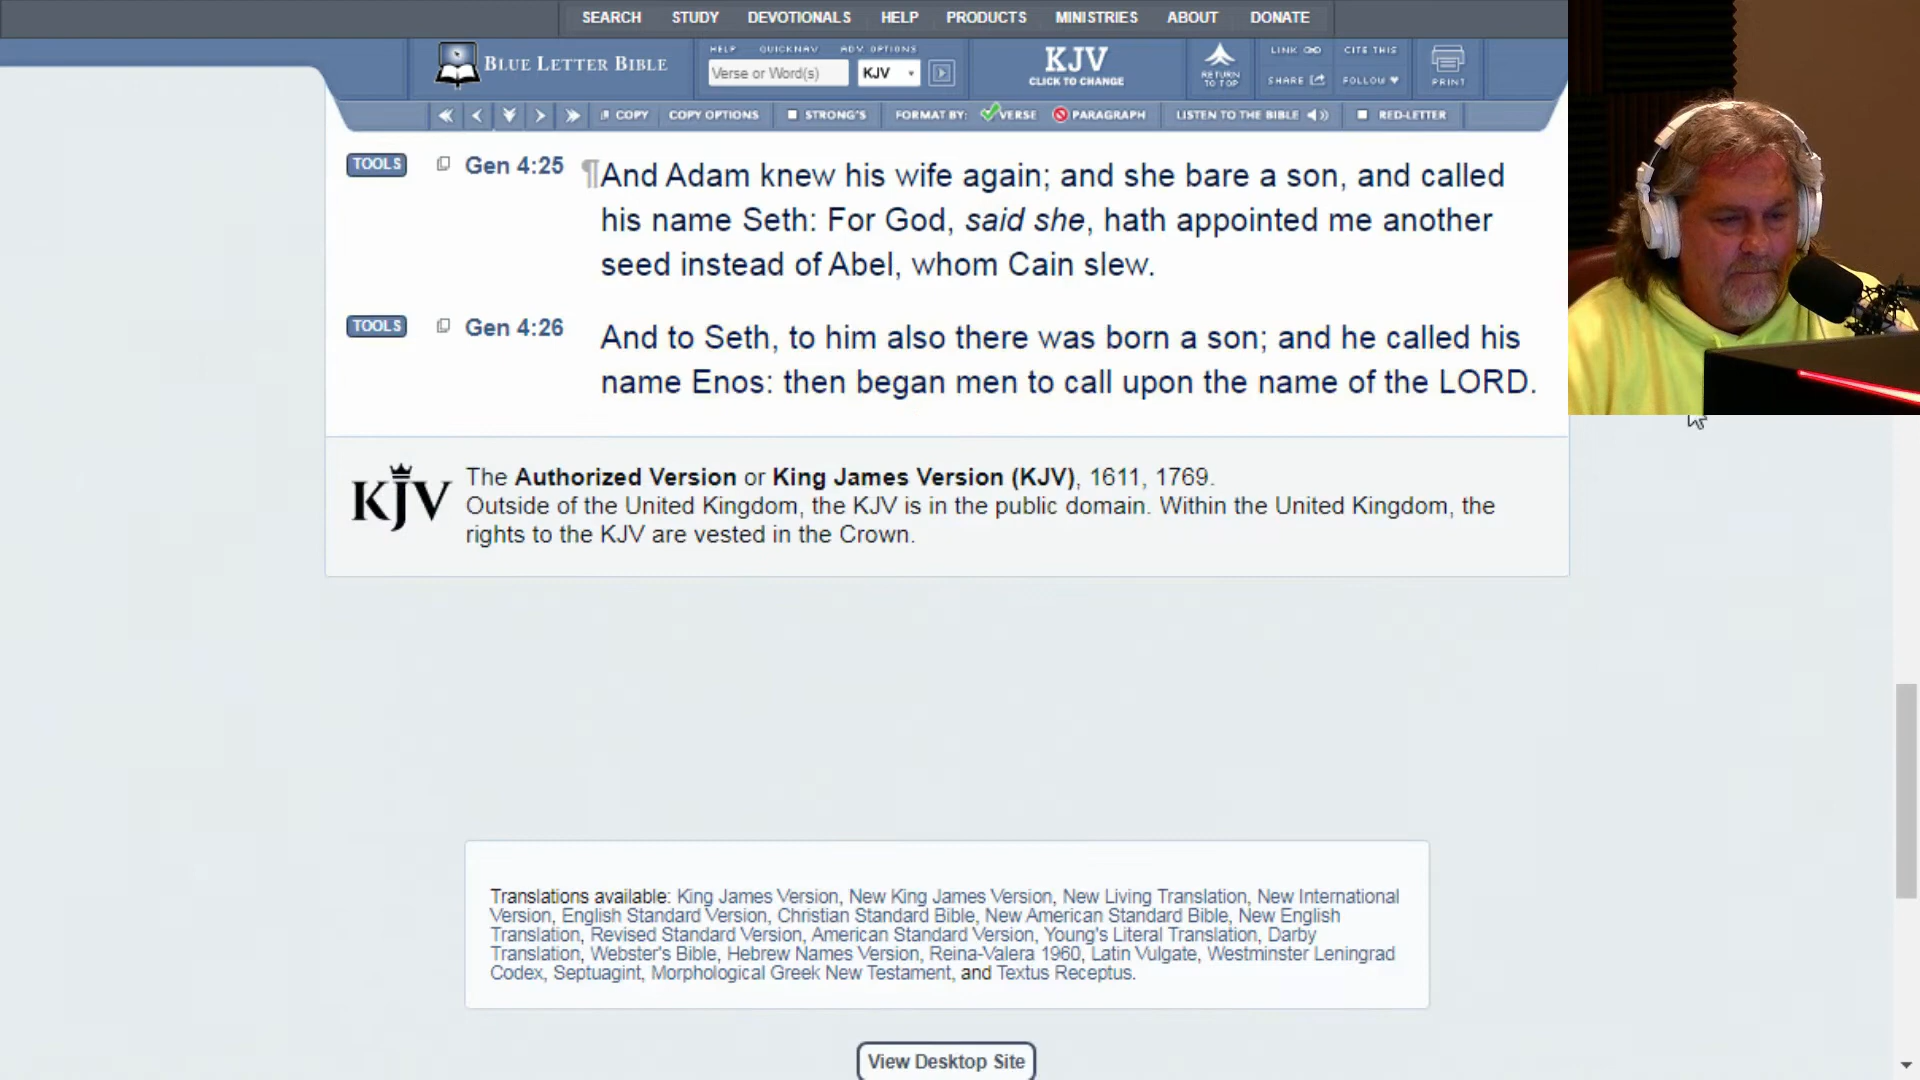 SEARCH STUDY DEVOTIONALS HELP PRODUCTS MINISTRIES ABOUT DONATE
BLUE LETTER BIBLE
HELP QUICKNAV ADV OPTIONS
Verse or Word(s) KJV
KJV
CLICK TO CHANGE
RETURN
TO TOP
LINK CITE THIS
SHARE FOLLOW
PRINT
COPY COPY OPTIONS STRONG'S FORMAT BY: VERSE PARAGRAPH LISTEN TO THE BIBLE RED-LETTER
TOOLS Gen 4:25 ¶And Adam knew his wife again; and she bare a son, and called
his name Seth: For God, said she, hath appointed me another
seed instead of Abel, whom Cain slew.
TOOLS Gen 4:26 And to Seth, to him also there was born a son; and he called his
name Enos: then began men to call upon the name of the LORD.
KJV
The Authorized Version or King James Version (KJV), 1611, 1769.
Outside of the United Kingdom, the KJV is in the public domain. Within the United Kingdom, the
rights to the KJV are vested in the Crown.
Translations available: King James Version, New King James Version, New Living Translation, New International
Version, English Standard Version, Christian Standard Bible, New American Standard Bible, New English
Translation, Revised Standard Version, American Standard Version, Young's Literal Translation, Darby
Translation, Webster's Bible, Hebrew Names Version, Reina-Valera 1960, Latin Vulgate, Westminster Leningrad
Codex, Septuagint, Morphological Greek New Testament, and Textus Receptus.
View Desktop Site